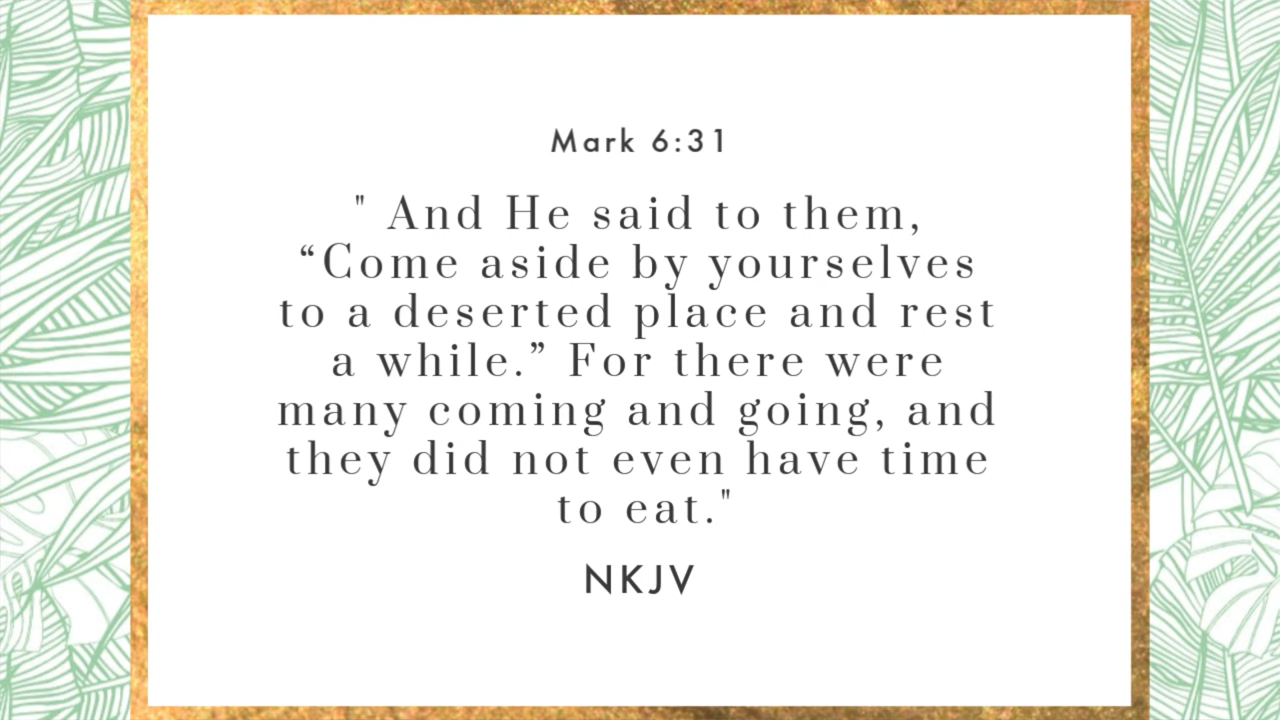 Mark 6:31
" And He said to them,
“Come aside by yourselves
to a deserted place and rest
a while.” For there were
many coming and going, and
they did not even have time
to eat."
NKJV